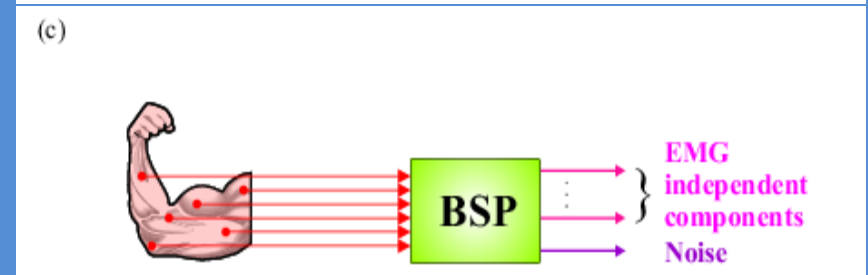 (c)
BSP
EMG
independent
components
Noise